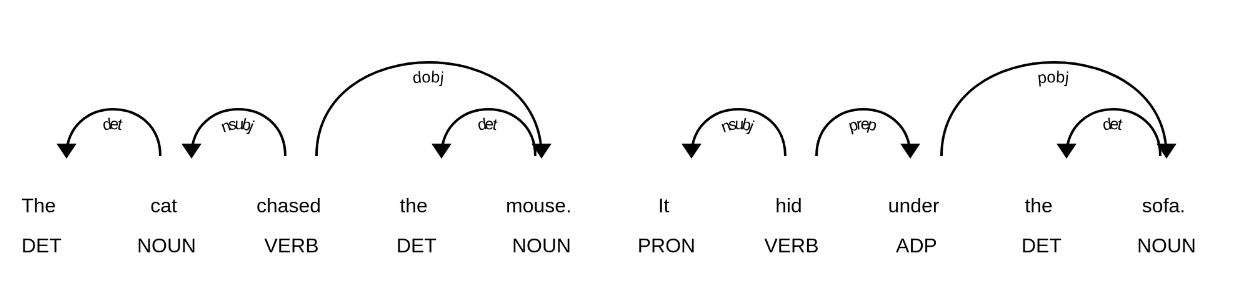 dobj pobj
det nsubj det nsubj prep det
The cat chased the mouse. It hid under the sofa.
DET NOUN VERB DET NOUN PRON VERB ADP DET NOUN